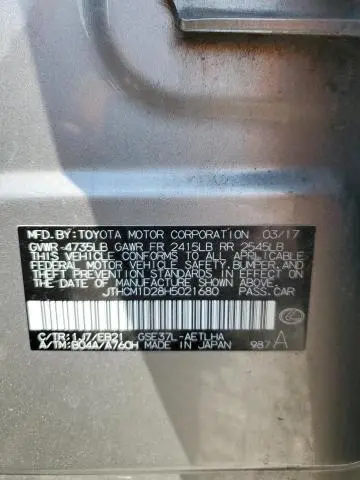 MFD.BY:TOYOTA MOTOR CORPORATION 03/17
GVWR 4735LB GAWR FR 2415LB RR 2545LB
THIS VEHICLE CONFORMS TO ALL APPLICABLE
FEDERAL MOTOR VEHICLE SAFETY, BUMPER, AND
THEFT PREVENTION STANDARDS IN EFFECT ON
THE DATE OF MANUFACTURE SHOWN ABOVE.
JTHCM1D28H5021680 PASS.CAR
C/TR:1J7/EB21 GSE37L-AETLHA
A/TM:B04A/A760H MADE IN JAPAN 987 A